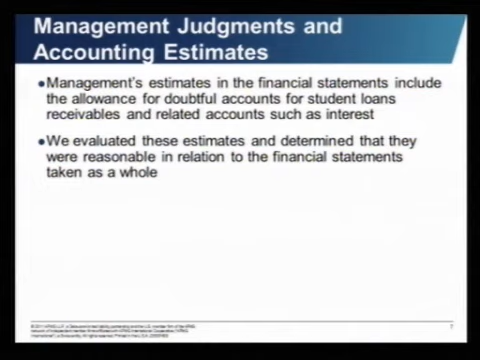 Management Judgments and
Accounting Estimates
●Management's estimates in the financial statements include
the allowance for doubtful accounts for student loans
receivables and related accounts such as interest
●We evaluated these estimates and determined that they
were reasonable in relation to the financial statements
taken as a whole